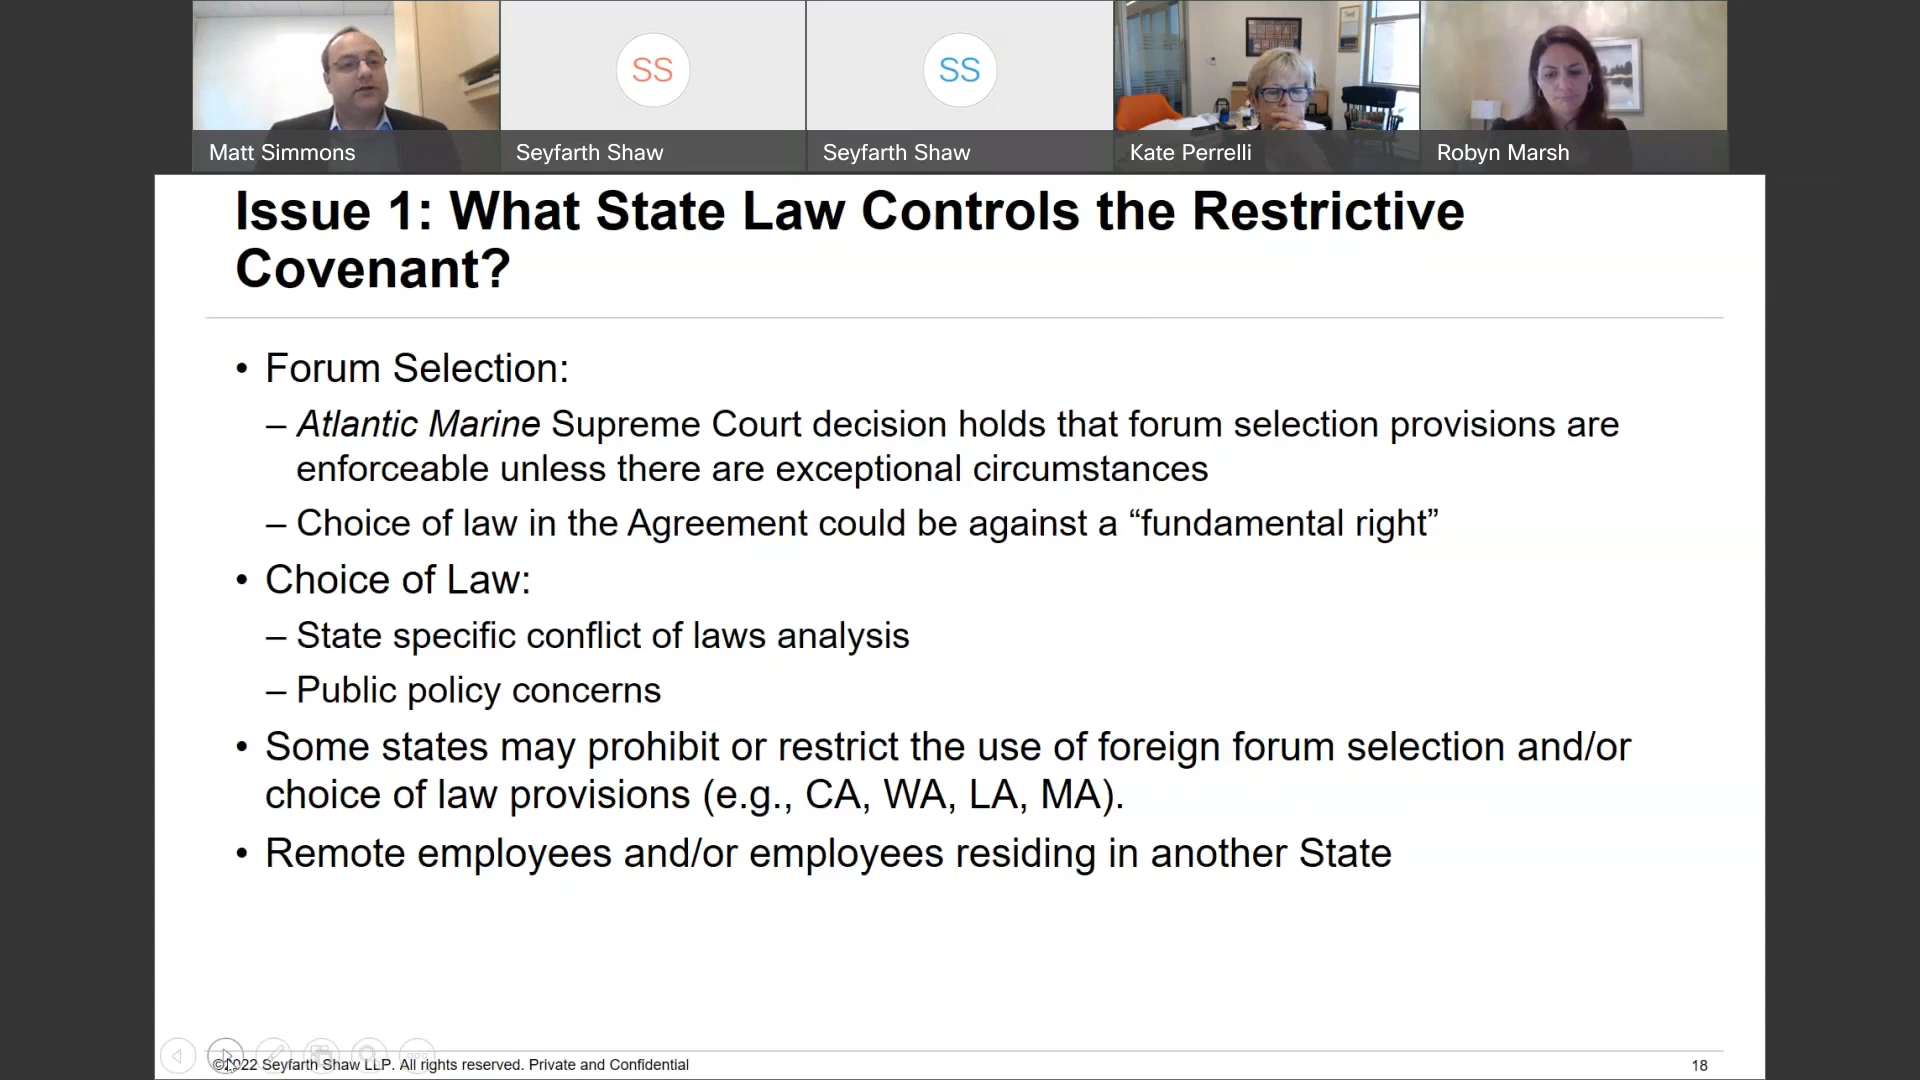 SS
SS
Matt Simmons
Seyfarth Shaw
Seyfarth Shaw
Kate Perrelli
Robyn Marsh
Issue 1: What State Law Controls the Restrictive
Covenant?
• Forum Selection:
– Atlantic Marine Supreme Court decision holds that forum selection provisions are
enforceable unless there are exceptional circumstances
– Choice of law in the Agreement could be against a “fundamental right”
• Choice of Law:
– State specific conflict of laws analysis
– Public policy concerns
• Some states may prohibit or restrict the use of foreign forum selection and/or
choice of law provisions (e.g., CA, WA, LA, MA).
• Remote employees and/or employees residing in another State
©2022 Seyfarth Shaw LLP. All rights reserved. Private and Confidential
18